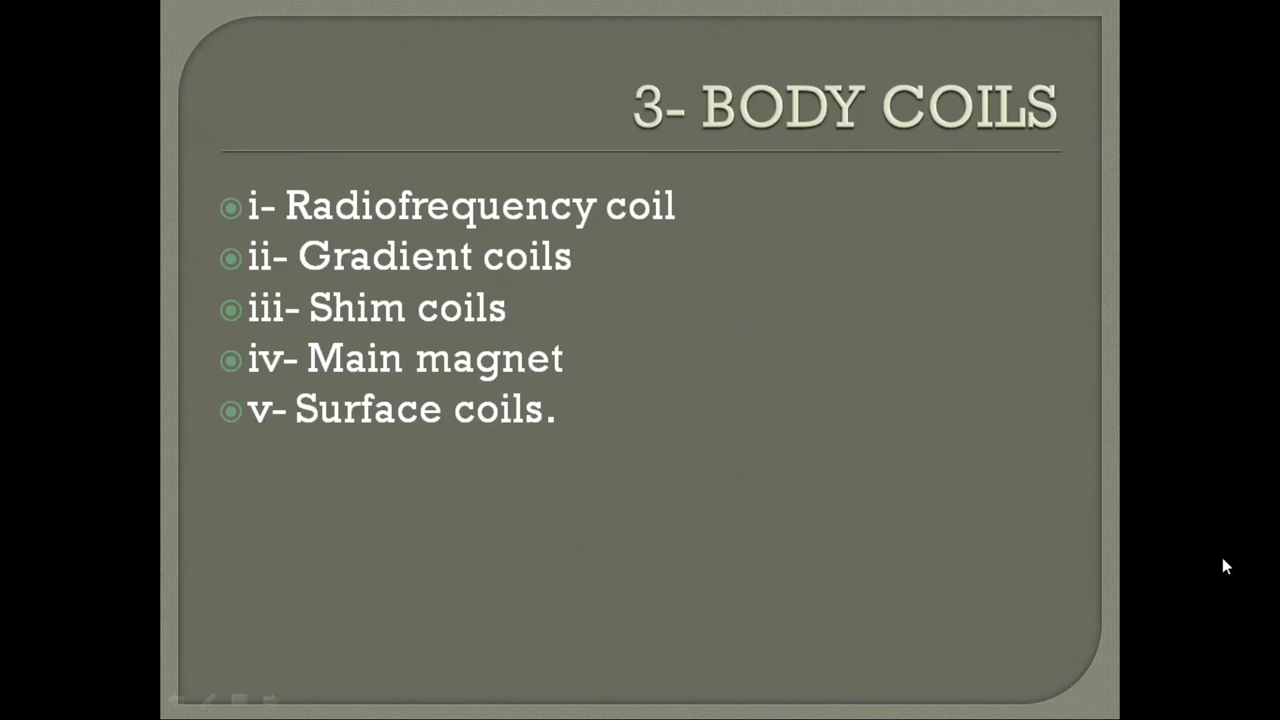 3- BODY COILS
i- Radiofrequency coil
ii- Gradient coils
iii- Shim coils
iv- Main magnet
v- Surface coils.